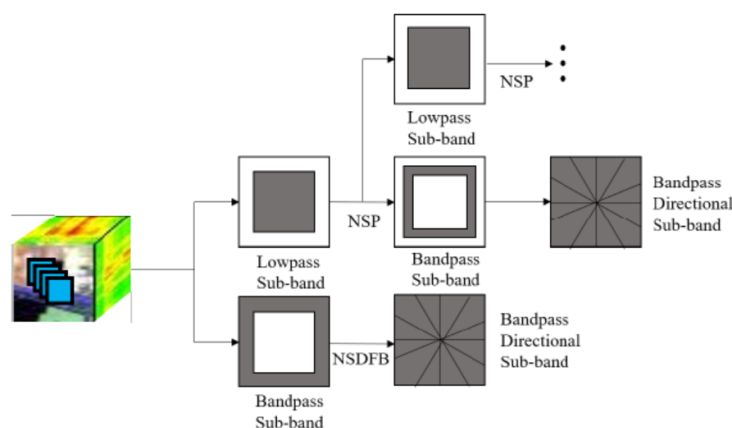 NSP
Lowpass
Sub-band
NSP
Bandpass
Directional
Sub-band
Lowpass
Sub-band
Bandpass
Sub-band
NSDFB
Bandpass
Directional
Sub-band
Bandpass
Sub-band